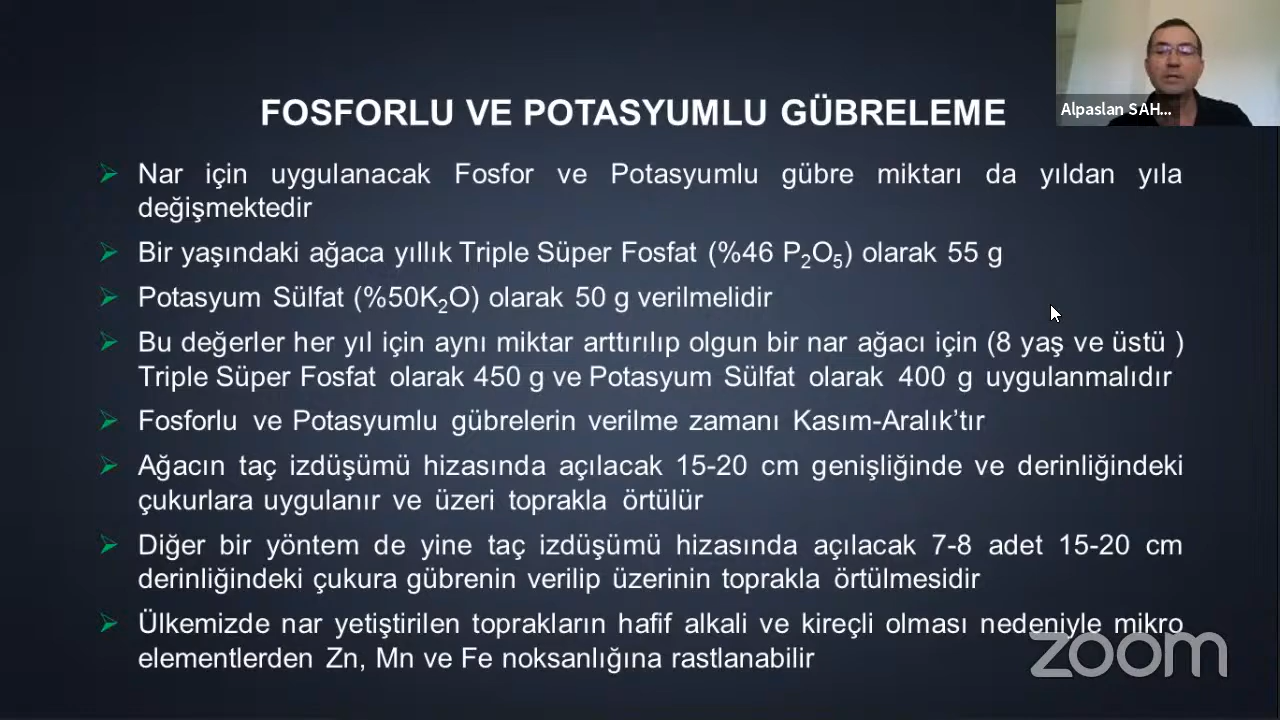 FOSFORLU VE POTASYUMLU GÜBRELEME
Alpaslan SAH...
Nar için uygulanacak Fosfor ve Potasyumlu gübre miktarı da yıldan yıla
değişmektedir
Bir yaşındaki ağaca yıllık Triple Süper Fosfat (%46 P₂O₅) olarak 55 g
Potasyum Sülfat (%50K₂O) olarak 50 g verilmelidir
Bu değerler her yıl için aynı miktar arttırılıp olgun bir nar ağacı için (8 yaş ve üstü )
Triple Süper Fosfat olarak 450 g ve Potasyum Sülfat olarak 400 g uygulanmalıdır
Fosforlu ve Potasyumlu gübrelerin verilme zamanı Kasım-Aralık’tır
Ağacın taç izdüşümü hizasında açılacak 15-20 cm genişliğinde ve derinliğindeki
çukurlara uygulanır ve üzeri toprakla örtülür
Diğer bir yöntem de yine taç izdüşümü hizasında açılacak 7-8 adet 15-20 cm
derinliğindeki çukura gübrenin verilip üzerinin toprakla örtülmesidir
Ülkemizde nar yetiştirilen toprakların hafif alkali ve kireçli olması nedeniyle mikro
elementlerden Zn, Mn ve Fe noksanlığına rastlanabilir
zoom